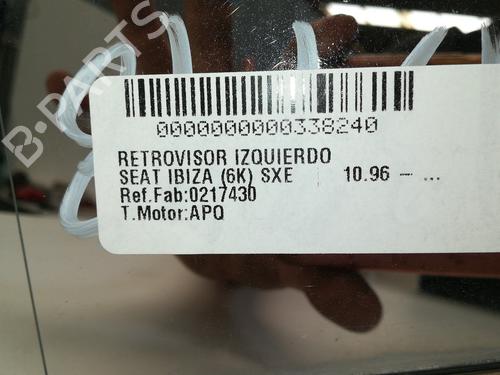 B-PARTS
0000000000338240
RETROVISOR IZQUIERDO
SEAT IBIZA (6K) SXE 10.96 - ...
Ref.Fab:0217430
T.Motor:APQ